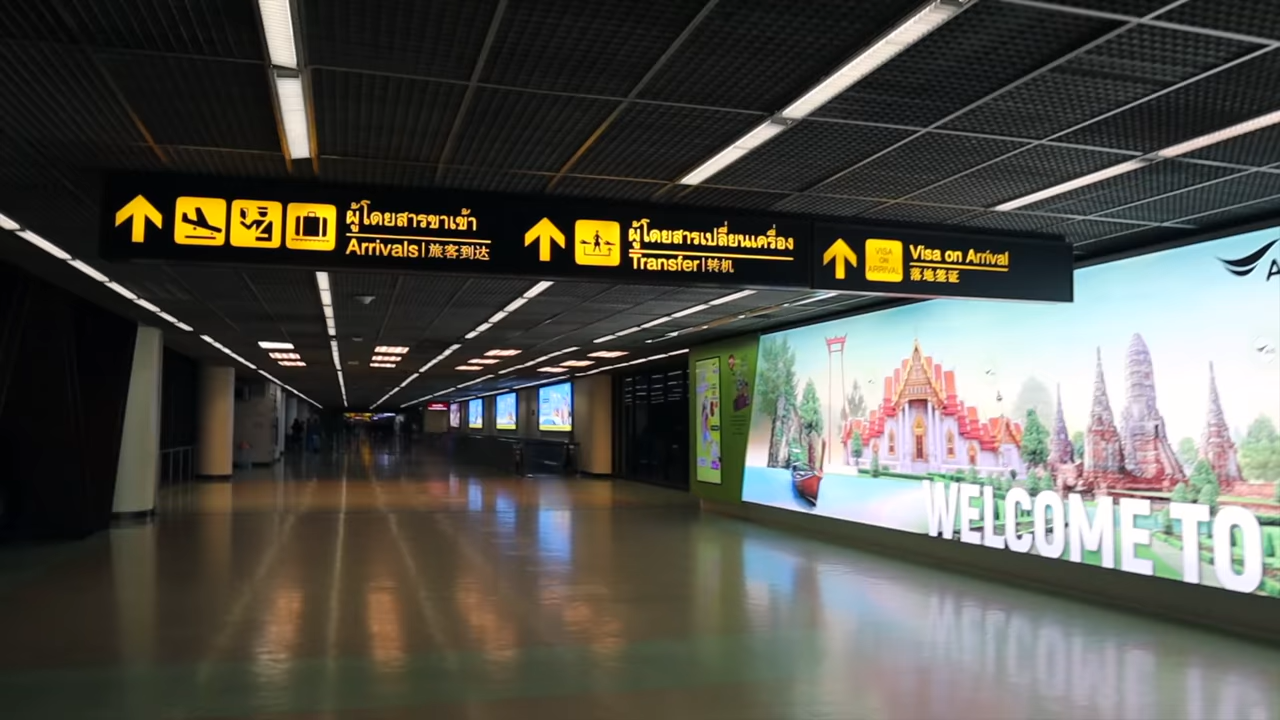 ผู้โดยสารขาเข้า
Arrivals|旅客到达
ผู้โดยสารเปลี่ยนเครื่อง
Transfer|转机
VISA
ON
ARRIVAL
Visa on Arrival
落地签证
WELCOME TO